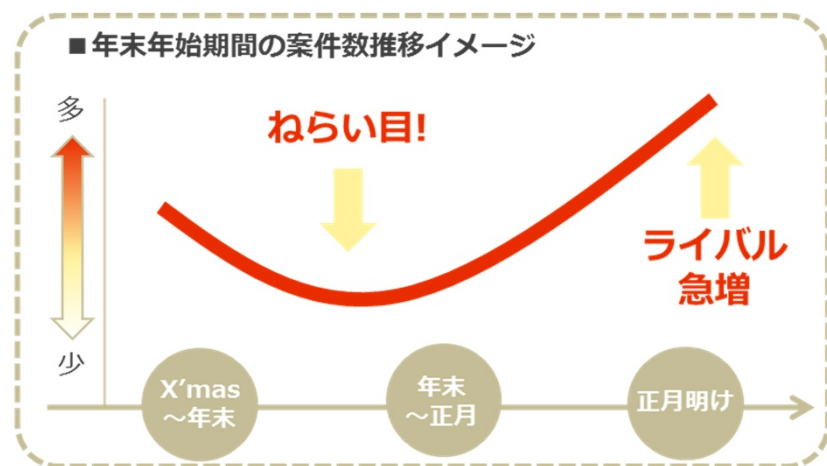 ■年末年始期間の案件数推移イメージ
多
ねらい目!
ライバル
急増
少
X’mas
～年末
年末
～正月
正月明け